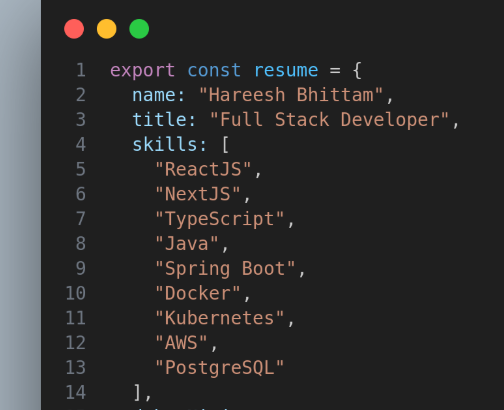 1 export const resume = {
2 name: "Hareesh Bhittam",
3 title: "Full Stack Developer",
4 skills: [
5 "ReactJS",
6 "NextJS",
7 "TypeScript",
8 "Java",
9 "Spring Boot",
10 "Docker",
11 "Kubernetes",
12 "AWS",
13 "PostgreSQL"
14 ],